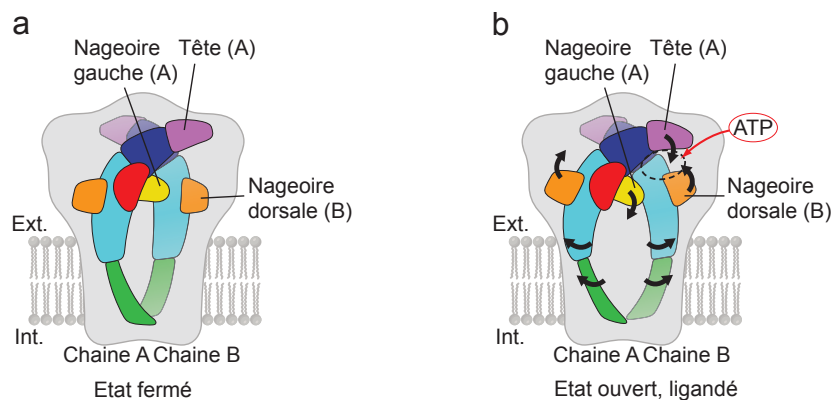 a
Nageoire
gauche (A)
Tête (A)
Nageoire
dorsale (B)
Ext.
Int.
Chaine A Chaine B
Etat fermé
b
Nageoire
gauche (A)
Tête (A)
ATP
Nageoire
dorsale (B)
Ext.
Int.
Chaine A Chaine B
Etat ouvert, ligandé